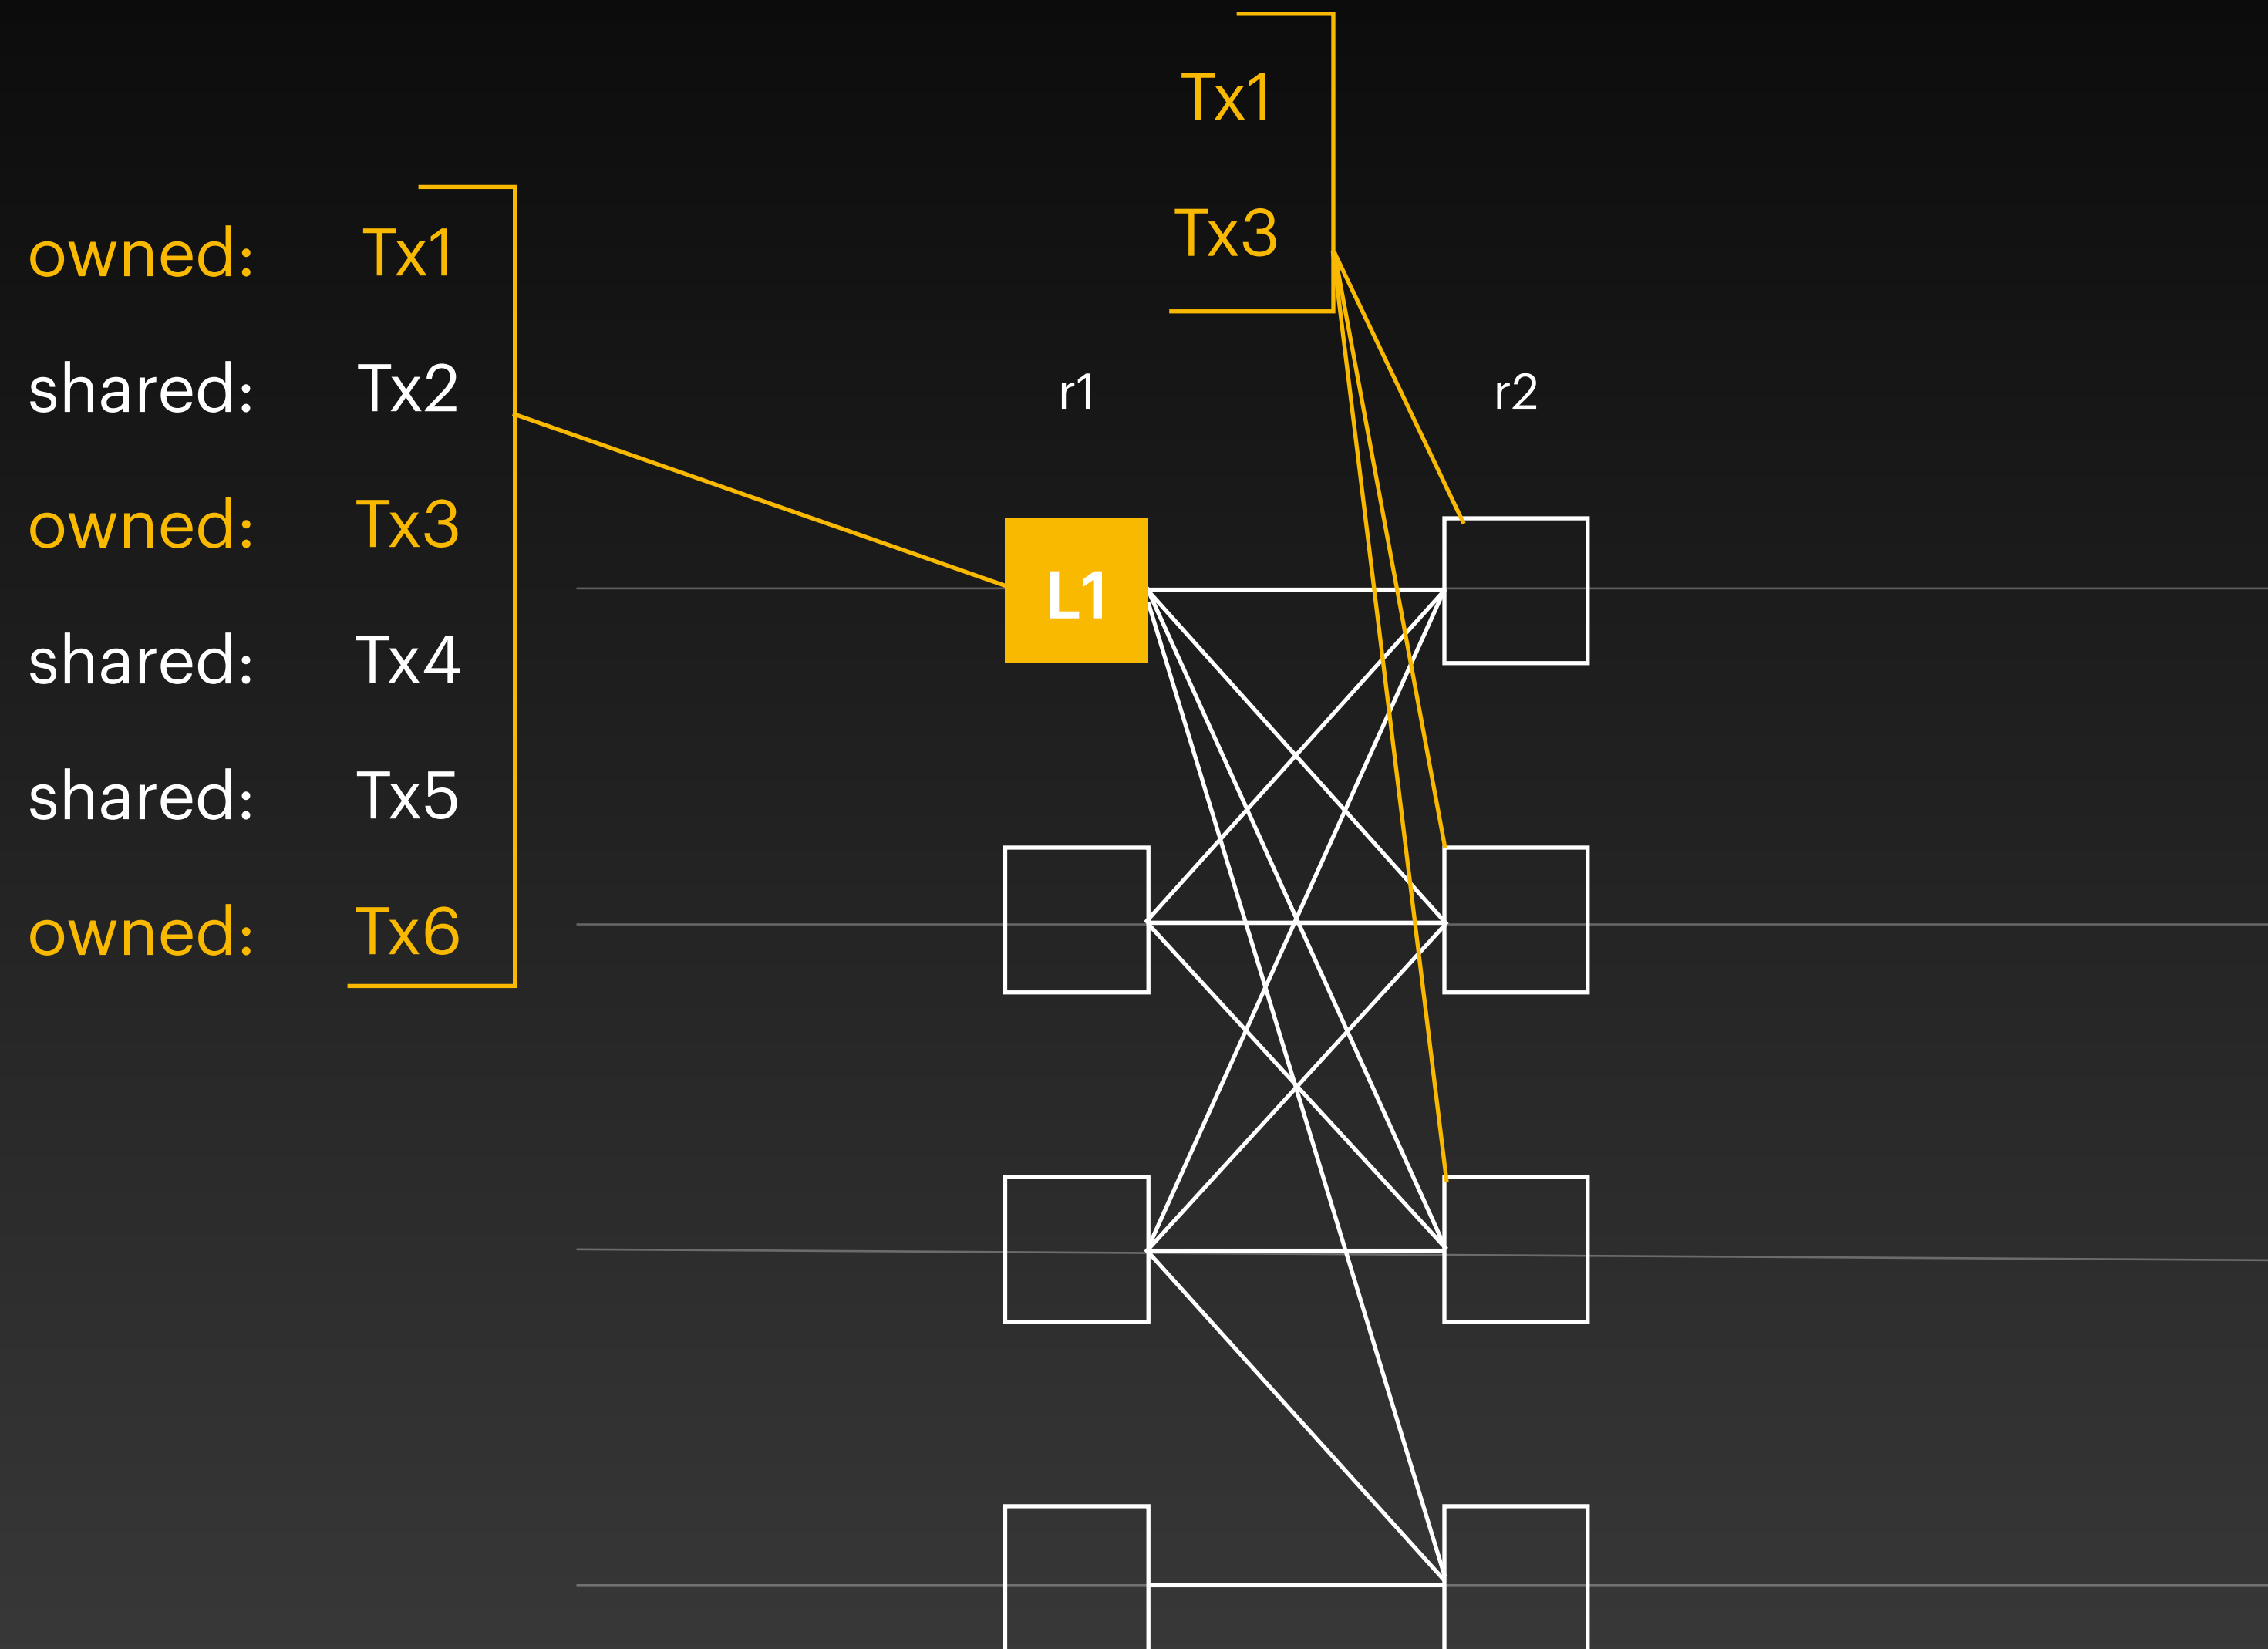 Tx1
Tx3
owned: Tx1
shared: Tx2
owned: Tx3
shared: Tx4
shared: Tx5
owned: Tx6
r1 r2
L1